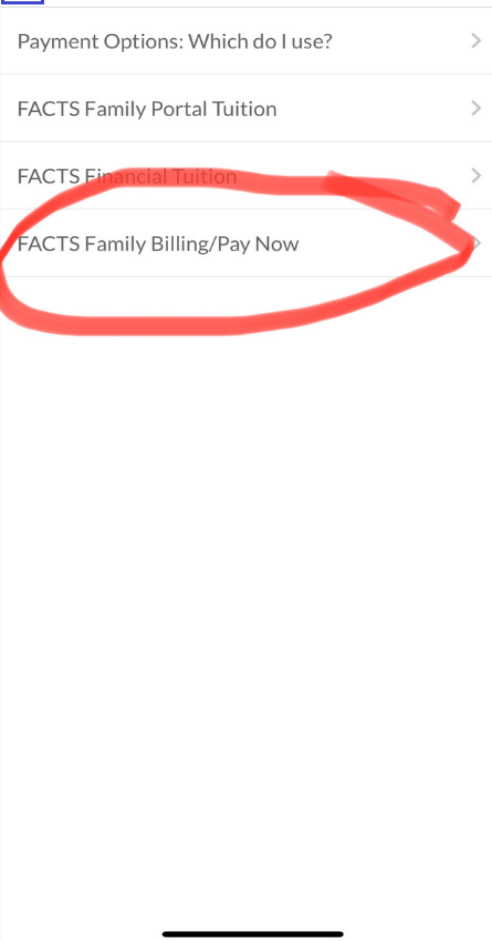 Payment Options: Which do I use?
FACTS Family Portal Tuition
FACTS Financial Tuition
FACTS Family Billing/Pay Now